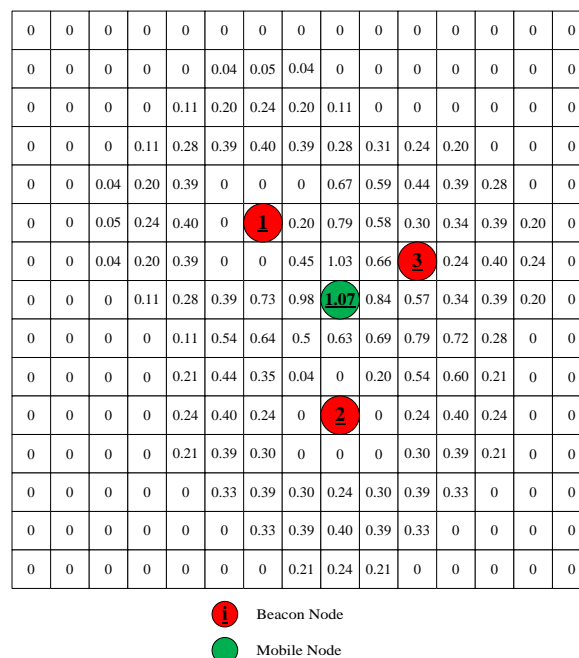 0 0 0 0 0 0 0 0 0 0 0 0 0 0 0
0 0 0 0 0 0.04 0.05 0.04 0 0 0 0 0 0 0
0 0 0 0 0.11 0.20 0.24 0.20 0.11 0 0 0 0 0 0
0 0 0 0.11 0.28 0.39 0.40 0.39 0.28 0.31 0.24 0.20 0 0 0
0 0 0.04 0.20 0.39 0 0 0 0.67 0.59 0.44 0.39 0.28 0 0
0 0 0.05 0.24 0.40 0 1 0.20 0.79 0.58 0.30 0.34 0.39 0.20 0
0 0 0.04 0.20 0.39 0 0 0.45 1.03 0.66 3 0.24 0.40 0.24 0
0 0 0 0.11 0.28 0.39 0.73 0.98 1.07 0.84 0.57 0.34 0.39 0.20 0
0 0 0 0 0.11 0.54 0.64 0.5 0.63 0.69 0.79 0.72 0.28 0 0
0 0 0 0 0.21 0.44 0.35 0.04 0 0.20 0.54 0.60 0.21 0 0
0 0 0 0 0.24 0.40 0.24 0 2 0 0.24 0.40 0.24 0 0
0 0 0 0 0.21 0.39 0.30 0 0 0 0.30 0.39 0.21 0 0
0 0 0 0 0 0.33 0.39 0.30 0.24 0.30 0.39 0.33 0 0 0
0 0 0 0 0 0 0.33 0.39 0.40 0.39 0.33 0 0 0 0
0 0 0 0 0 0 0 0.21 0.24 0.21 0 0 0 0 0
i Beacon Node
Mobile Node